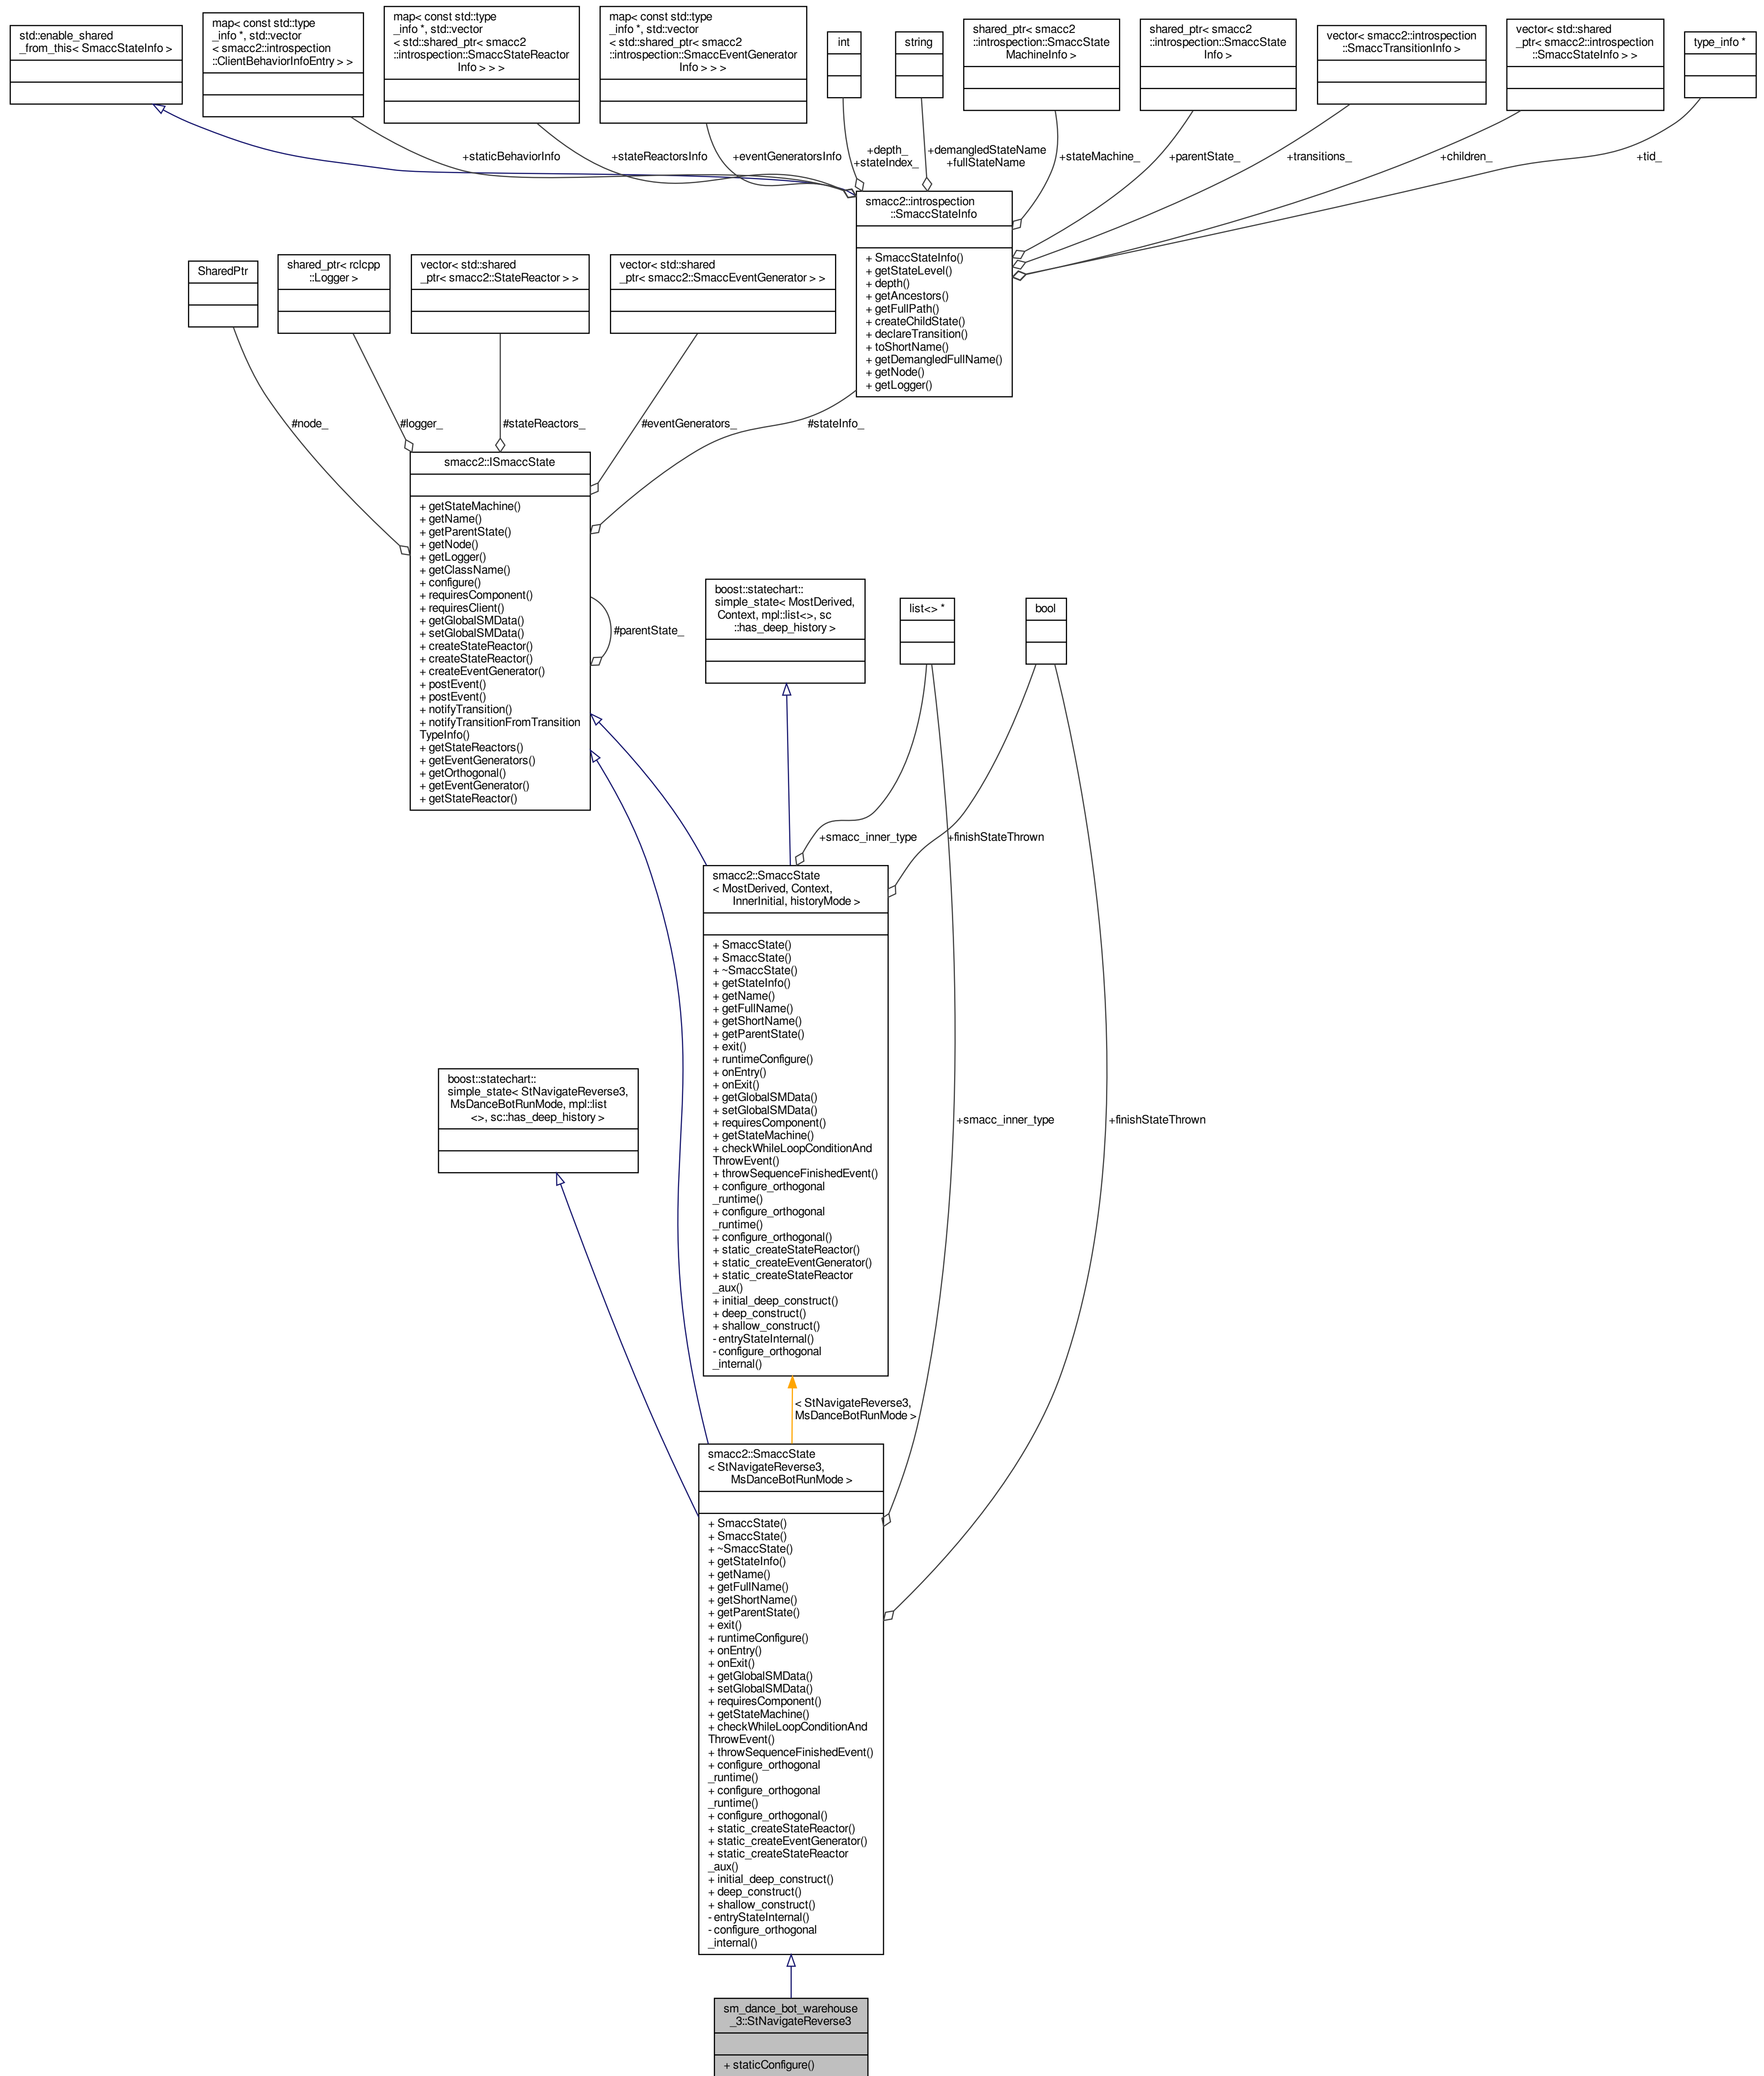 std::enable_shared
_from_this< SmaccStateInfo >
map< const std::type
_info *, std::vector
< smacc2::introspection
::ClientBehaviorInfoEntry > >
map< const std::type
_info *, std::vector
< std::shared_ptr< smacc2
::introspection::SmaccStateReactor
Info > > >
map< const std::type
_info *, std::vector
< std::shared_ptr< smacc2
::introspection::SmaccEventGenerator
Info > > >
int
string
shared_ptr< smacc2
::introspection::SmaccState
MachineInfo >
shared_ptr< smacc2
::introspection::SmaccState
Info >
vector< smacc2::introspection
::SmaccTransitionInfo >
vector< std::shared
_ptr< smacc2::introspection
::SmaccStateInfo > >
type_info *
+staticBehaviorInfo
+stateReactorsInfo
+eventGeneratorsInfo
+depth_
+stateIndex_
+demangledStateName
+fullStateName
+stateMachine_
+parentState_
+transitions_
+children_
+tid_
smacc2::introspection
::SmaccStateInfo
+ SmaccStateInfo()
+ getStateLevel()
+ depth()
+ getAncestors()
+ getFullPath()
+ createChildState()
+ declareTransition()
+ toShortName()
+ getDemangledFullName()
+ getNode()
+ getLogger()
SharedPtr
shared_ptr< rclcpp
::Logger >
vector< std::shared
_ptr< smacc2::StateReactor > >
vector< std::shared
_ptr< smacc2::SmaccEventGenerator > >
#node_
#logger_
#stateReactors_
#eventGenerators_
#stateInfo_
smacc2::ISmaccState
+ getStateMachine()
+ getName()
+ getParentState()
+ getNode()
+ getLogger()
+ getClassName()
+ configure()
+ requiresComponent()
+ requiresClient()
+ getGlobalSMData()
+ setGlobalSMData()
+ createStateReactor()
+ createStateReactor()
+ createEventGenerator()
+ postEvent()
+ postEvent()
+ notifyTransition()
+ notifyTransitionFromTransition
TypeInfo()
+ getStateReactors()
+ getEventGenerators()
+ getOrthogonal()
+ getEventGenerator()
+ getStateReactor()
#parentState_
boost::statechart::
simple_state< MostDerived,
Context, mpl::list<>, sc
::has_deep_history >
list<> *
bool
+smacc_inner_type
+finishStateThrown
smacc2::SmaccState
< MostDerived, Context,
InnerInitial, historyMode >
+ SmaccState()
+ SmaccState()
+ ~SmaccState()
+ getStateInfo()
+ getName()
+ getFullName()
+ getShortName()
+ getParentState()
+ exit()
+ runtimeConfigure()
+ onEntry()
+ onExit()
+ getGlobalSMData()
+ setGlobalSMData()
+ requiresComponent()
+ getStateMachine()
+ checkWhileLoopConditionAnd
ThrowEvent()
+ throwSequenceFinishedEvent()
+ configure_orthogonal
_runtime()
+ configure_orthogonal
_runtime()
+ configure_orthogonal()
+ static_createStateReactor()
+ static_createEventGenerator()
+ static_createStateReactor
_aux()
+ initial_deep_construct()
+ deep_construct()
+ shallow_construct()
- entryStateInternal()
- configure_orthogonal
_internal()
boost::statechart::
simple_state< StNavigateReverse3,
MsDanceBotRunMode, mpl::list
<>, sc::has_deep_history >
+smacc_inner_type
+finishStateThrown
< StNavigateReverse3,
MsDanceBotRunMode >
smacc2::SmaccState
< StNavigateReverse3,
MsDanceBotRunMode >
+ SmaccState()
+ SmaccState()
+ ~SmaccState()
+ getStateInfo()
+ getName()
+ getFullName()
+ getShortName()
+ getParentState()
+ exit()
+ runtimeConfigure()
+ onEntry()
+ onExit()
+ getGlobalSMData()
+ setGlobalSMData()
+ requiresComponent()
+ getStateMachine()
+ checkWhileLoopConditionAnd
ThrowEvent()
+ throwSequenceFinishedEvent()
+ configure_orthogonal
_runtime()
+ configure_orthogonal
_runtime()
+ configure_orthogonal()
+ static_createStateReactor()
+ static_createEventGenerator()
+ static_createStateReactor
_aux()
+ initial_deep_construct()
+ deep_construct()
+ shallow_construct()
- entryStateInternal()
- configure_orthogonal
_internal()
sm_dance_bot_warehouse
_3::StNavigateReverse3
+ staticConfigure()